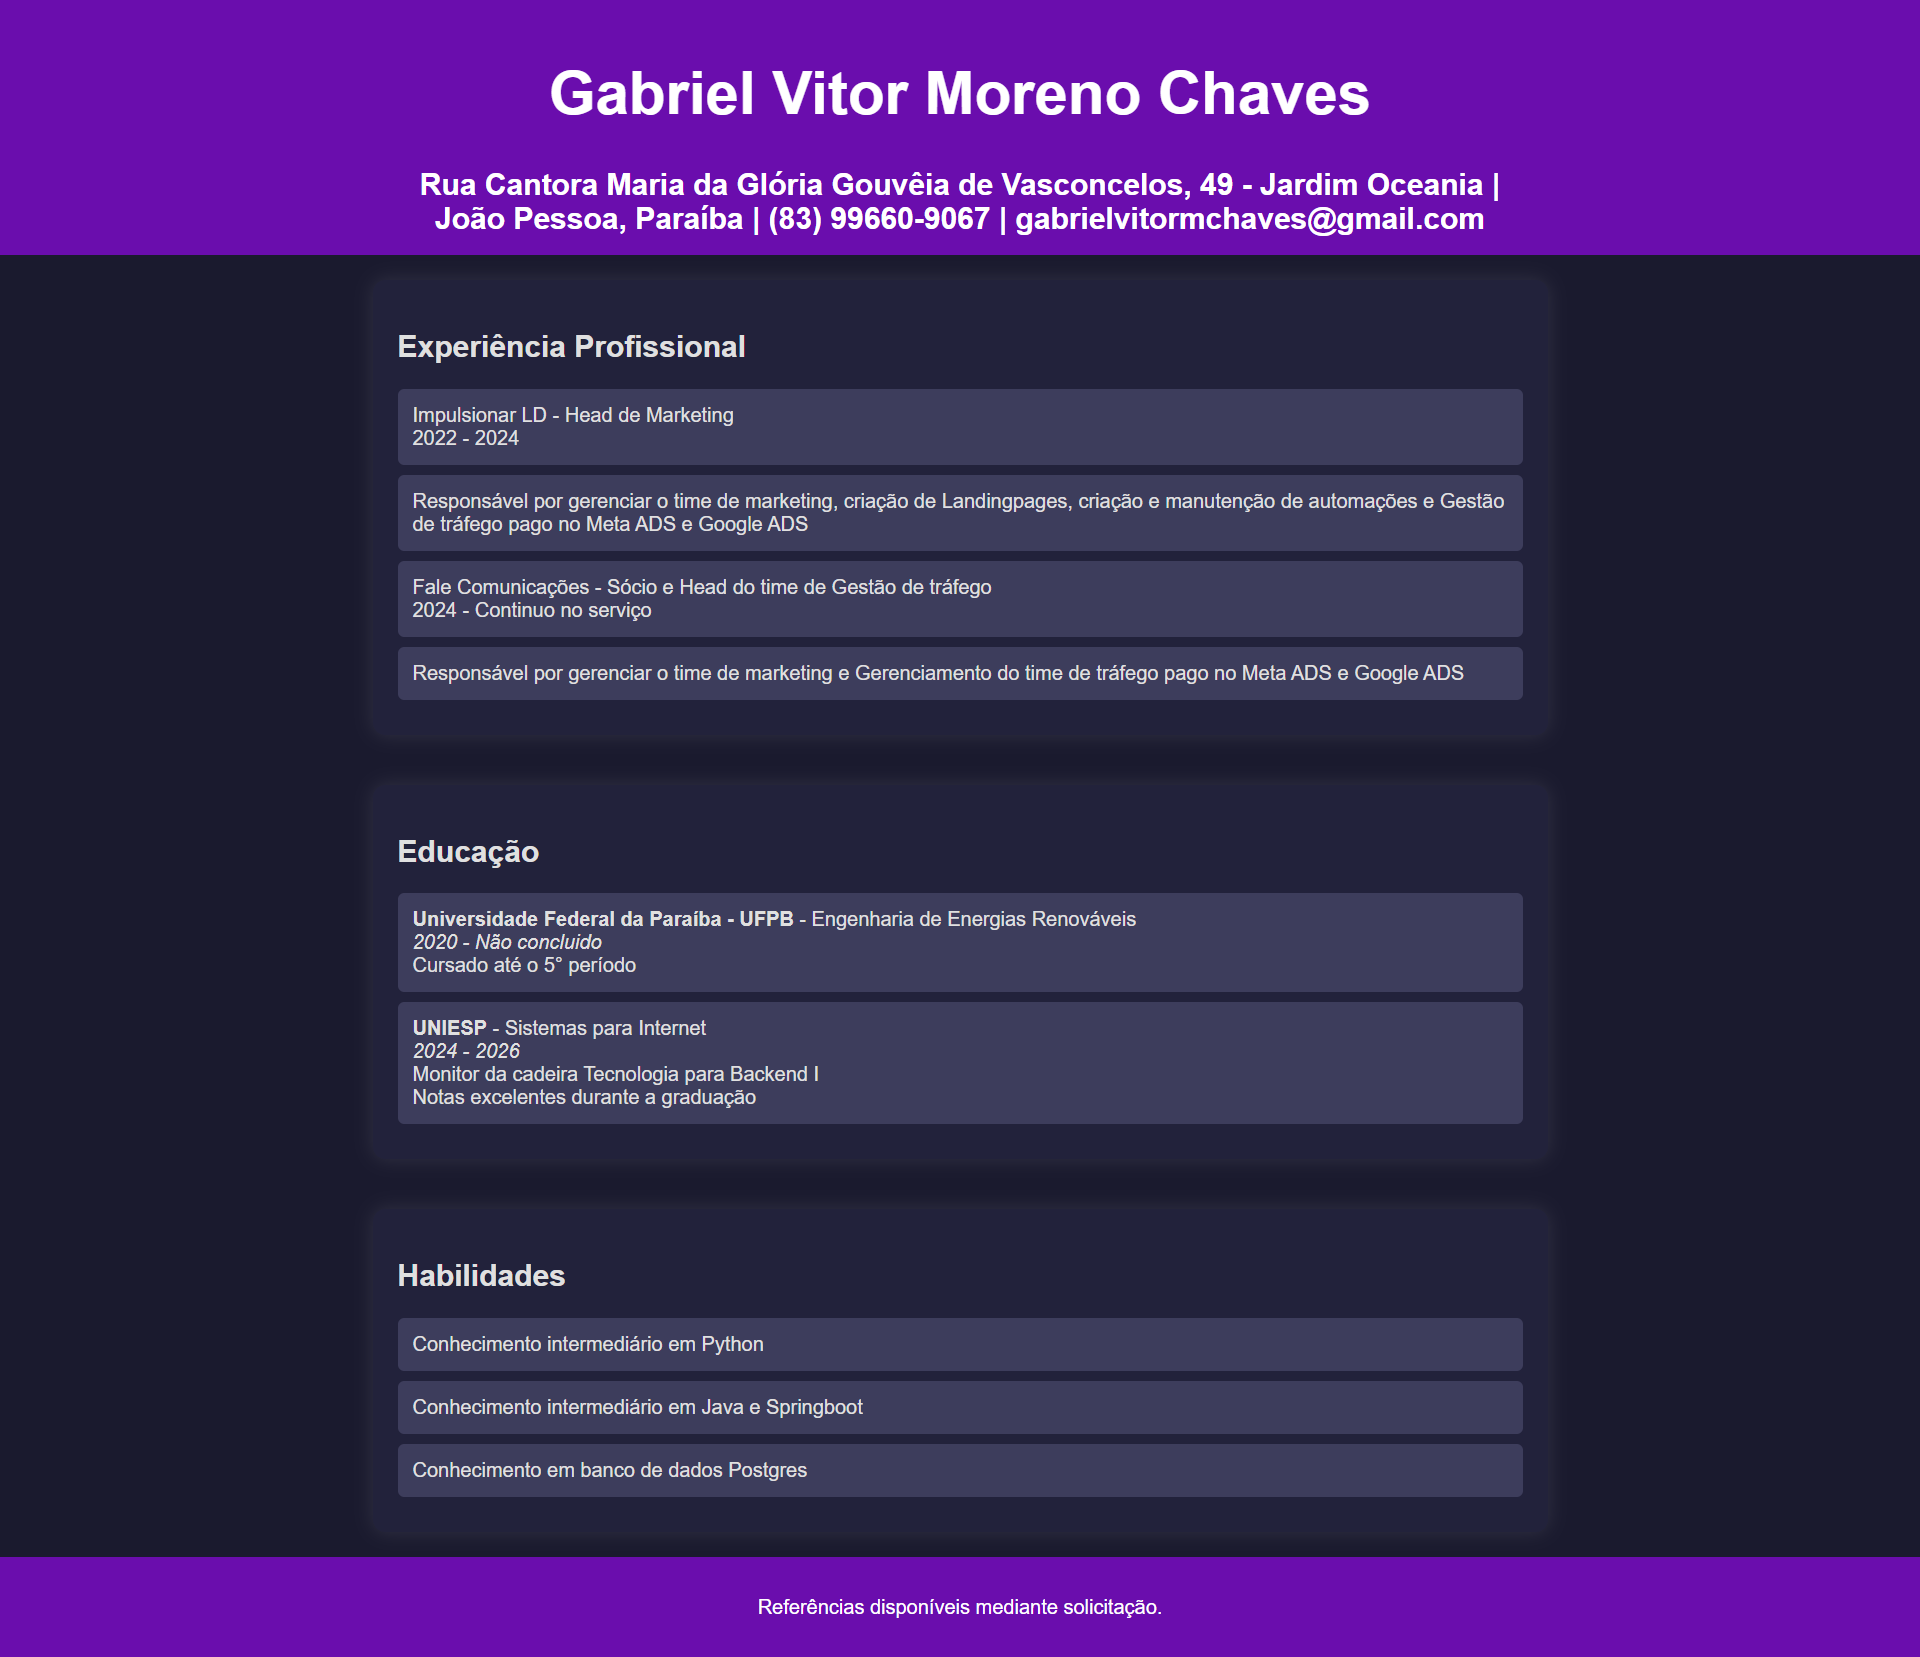 Gabriel Vitor Moreno Chaves
Rua Cantora Maria da Glória Gouvêia de Vasconcelos, 49 - Jardim Oceania |
João Pessoa, Paraíba | (83) 99660-9067 | gabrielvitormchaves@gmail.com
Experiência Profissional
Impulsionar LD - Head de Marketing
2022 - 2024
Responsável por gerenciar o time de marketing, criação de Landingpages, criação e manutenção de automações e Gestão
de tráfego pago no Meta ADS e Google ADS
Fale Comunicações - Sócio e Head do time de Gestão de tráfego
2024 - Continuo no serviço
Responsável por gerenciar o time de marketing e Gerenciamento do time de tráfego pago no Meta ADS e Google ADS
Educação
Universidade Federal da Paraíba - UFPB - Engenharia de Energias Renováveis
2020 - Não concluido
Cursado até o 5° período
UNIESP - Sistemas para Internet
2024 - 2026
Monitor da cadeira Tecnologia para Backend I
Notas excelentes durante a graduação
Habilidades
Conhecimento intermediário em Python
Conhecimento intermediário em Java e Springboot
Conhecimento em banco de dados Postgres
Referências disponíveis mediante solicitação.